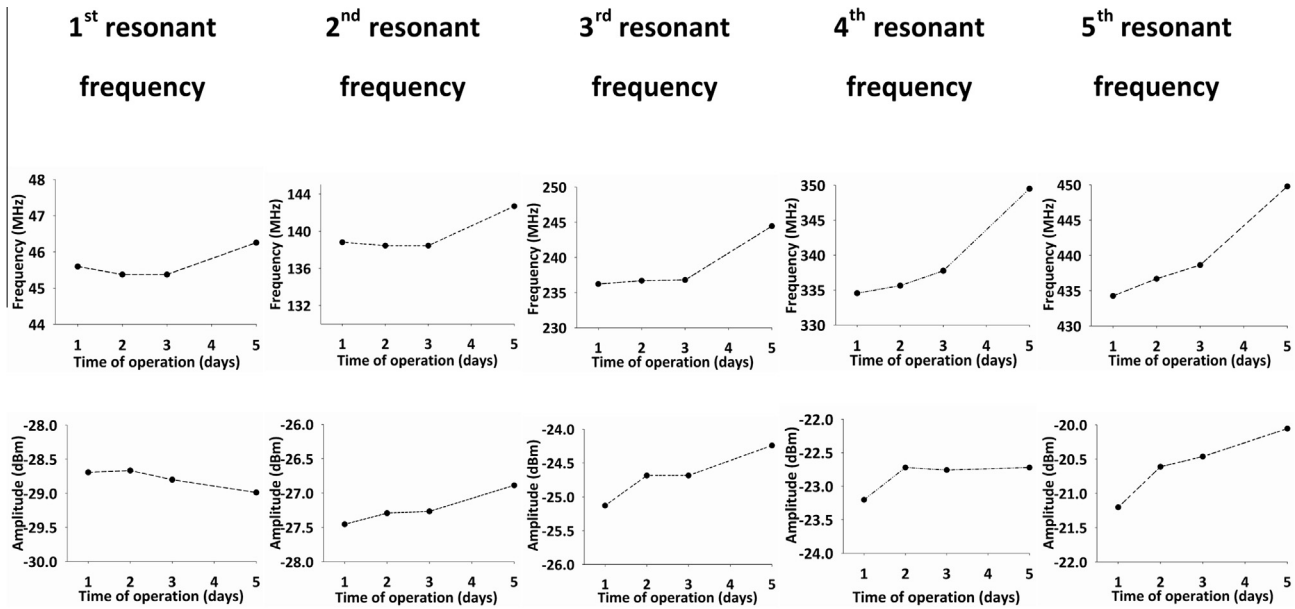 1st resonant frequency
2nd resonant frequency
3rd resonant frequency
4th resonant frequency
5th resonant frequency
Frequency (MHz)
48
47
46
45
44
1 2 3 4 5
Time of operation (days)
Frequency (MHz)
144
140
136
132
1 2 3 4 5
Time of operation (days)
Frequency (MHz)
250
245
240
235
230
1 2 3 4 5
Time of operation (days)
Frequency (MHz)
350
345
340
335
330
1 2 3 4 5
Time of operation (days)
Frequency (MHz)
450
445
440
435
430
1 2 3 4 5
Time of operation (days)
Amplitude (dBm)
-28.0
-28.5
-29.0
-29.5
-30.0
1 2 3 4 5
Time of operation (days)
Amplitude (dBm)
-26.0
-26.5
-27.0
-27.5
-28.0
1 2 3 4 5
Time of operation (days)
Amplitude (dBm)
-24.0
-24.5
-25.0
-25.5
-26.0
1 2 3 4 5
Time of operation (days)
Amplitude (dBm)
-22.0
-22.5
-23.0
-23.5
-24.0
1 2 3 4 5
Time of operation (days)
Amplitude (dBm)
-20.0
-20.5
-21.0
-21.5
-22.0
1 2 3 4 5
Time of operation (days)